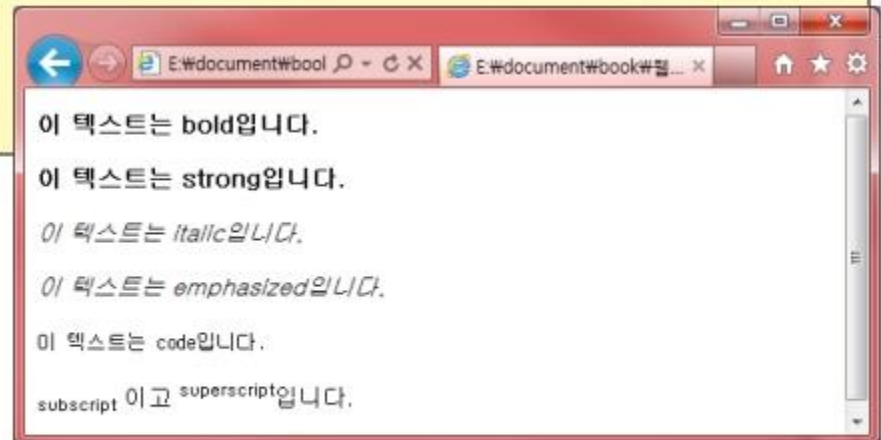 E:₩document₩bool
E:₩document₩book₩웹...
이 텍스트는 bold입니다.
이 텍스트는 strong입니다.
이 텍스트는 italic입니다.
이 텍스트는 emphasized입니다.
이 텍스트는 code입니다.
subscript 이고 superscript입니다.